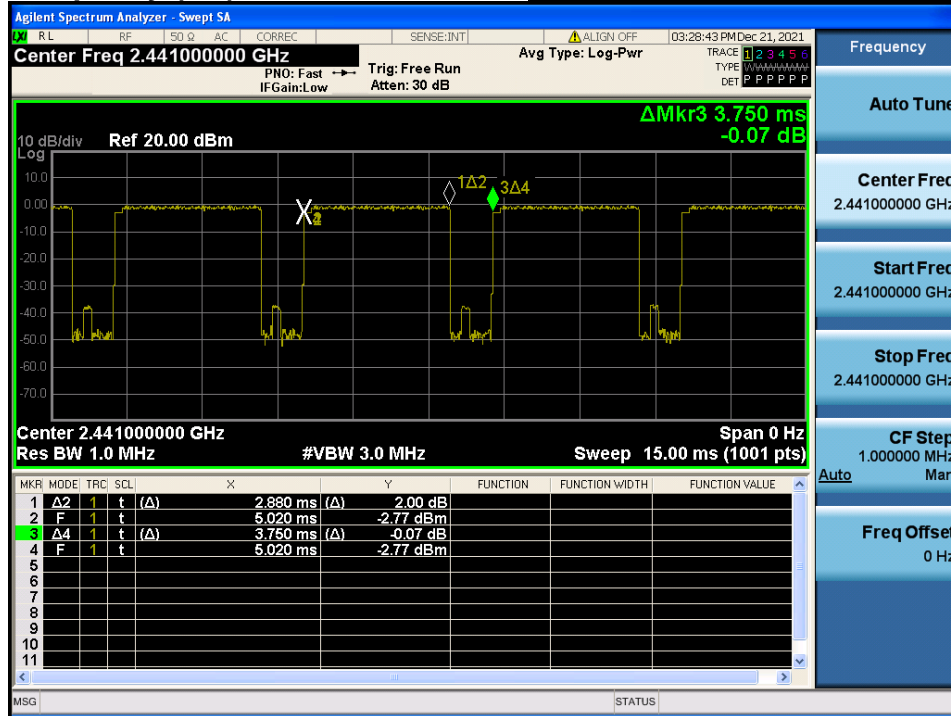 Agilent Spectrum Analyzer - Swept SA
LXI RL RF 50 Ω AC CORREC SENSE:INT ALIGN OFF 03:28:43 PM Dec 21, 2021
Center Freq 2.441000000 GHz
PNO: Fast
IFGain:Low
Trig: Free Run
Atten: 30 dB
Avg Type: Log-Pwr
TRACE 1 2 3 4 5 6
TYPE WWWWWW
DET P P P P P P
ΔMkr3 3.750 ms
-0.07 dB
10 dB/div Ref 20.00 dBm
Log
10.0
0.00
-10.0
-20.0
-30.0
-40.0
-50.0
-60.0
-70.0
1Δ2
3Δ4
X2
Center 2.441000000 GHz Span 0 Hz
Res BW 1.0 MHz #VBW 3.0 MHz Sweep 15.00 ms (1001 pts)
MKR MODE TRC SCL X Y FUNCTION FUNCTION WIDTH FUNCTION VALUE
1 Δ2 1 t (Δ) 2.880 ms (Δ) 2.00 dB
2 F 1 t 5.020 ms -2.77 dBm
3 Δ4 1 t (Δ) 3.750 ms (Δ) -0.07 dB
4 F 1 t 5.020 ms -2.77 dBm
5
6
7
8
9
10
11
MSG STATUS
Frequency
Auto Tune
Center Freq
2.441000000 GHz
Start Freq
2.441000000 GHz
Stop Freq
2.441000000 GHz
CF Step
1.000000 MHz
Auto Man
Freq Offset
0 Hz